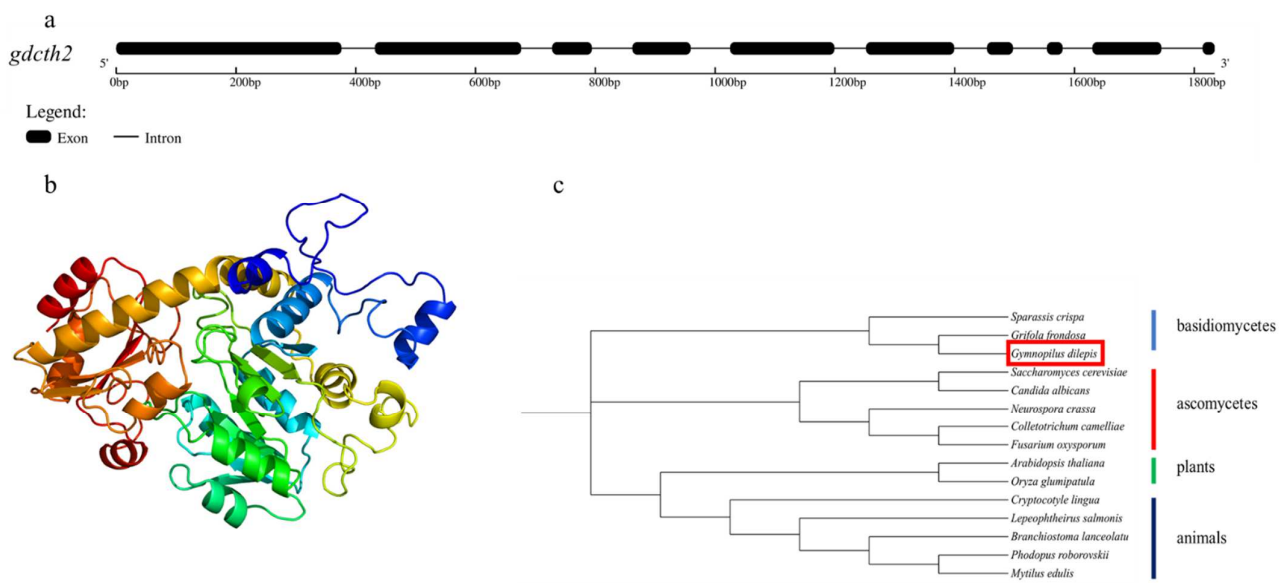 a
gdcth2
5' 3'
0bp 200bp 400bp 600bp 800bp 1000bp 1200bp 1400bp 1600bp 1800bp
Legend:
Exon Intron
b
c
Sparassis crispa
Grifola frondosa
Gymnopilus dilepis
basidiomycetes
Saccharomyces cerevisiae
Candida albicans
Neurospora crassa
Colletotrichum camelliae
Fusarium oxysporum
ascomycetes
Arabidopsis thaliana
Oryza glumipatula
plants
Cryptocotyle lingua
Lepeophtheirus salmonis
Branchiostoma lanceolatu
Phodopus roborovskii
Mytilus edulis
animals